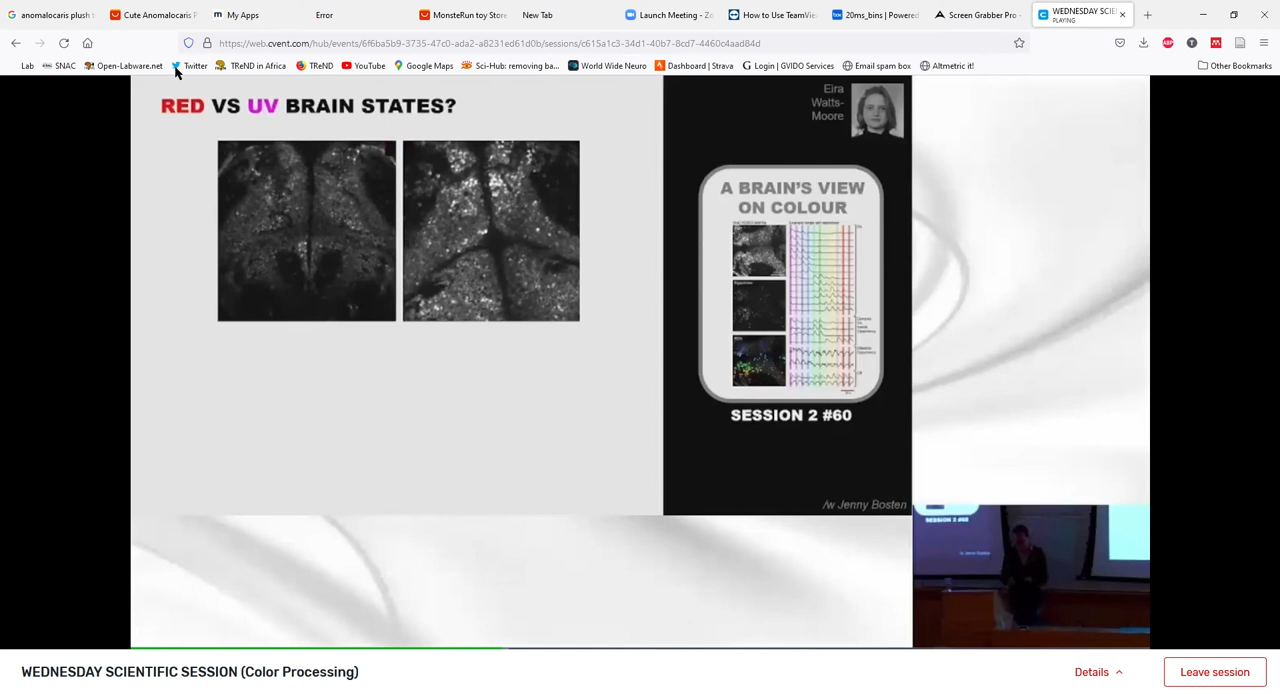 anomalocaris plush t
Cute Anomalocaris P
My Apps
Error
MonsteRun toy Store
New Tab
Launch Meeting - Zo
How to Use TeamVie
20ms_bins | Powered
Screen Grabber Pro -
WEDNESDAY SCIE
PLAYING
https://web.cvent.com/hub/events/6f6ba5b9-3735-47c0-ada2-a8231ed61d0b/sessions/c615a1c3-34d1-40b7-8cd7-4460c4aad84d
Lab
SNAC
Open-Labware.net
Twitter
TReND in Africa
TReND
YouTube
Google Maps
Sci-Hub: removing ba...
World Wide Neuro
Dashboard | Strava
Login | GVIDO Services
Email spam box
Altmetric it!
Other Bookmarks
RED VS UV BRAIN STATES?
Eira
Watts-
Moore
A BRAIN'S VIEW
ON COLOUR
SESSION 2 #60
/w Jenny Bosten
SESSION 2 #60
WEDNESDAY SCIENTIFIC SESSION (Color Processing)
Details
Leave session